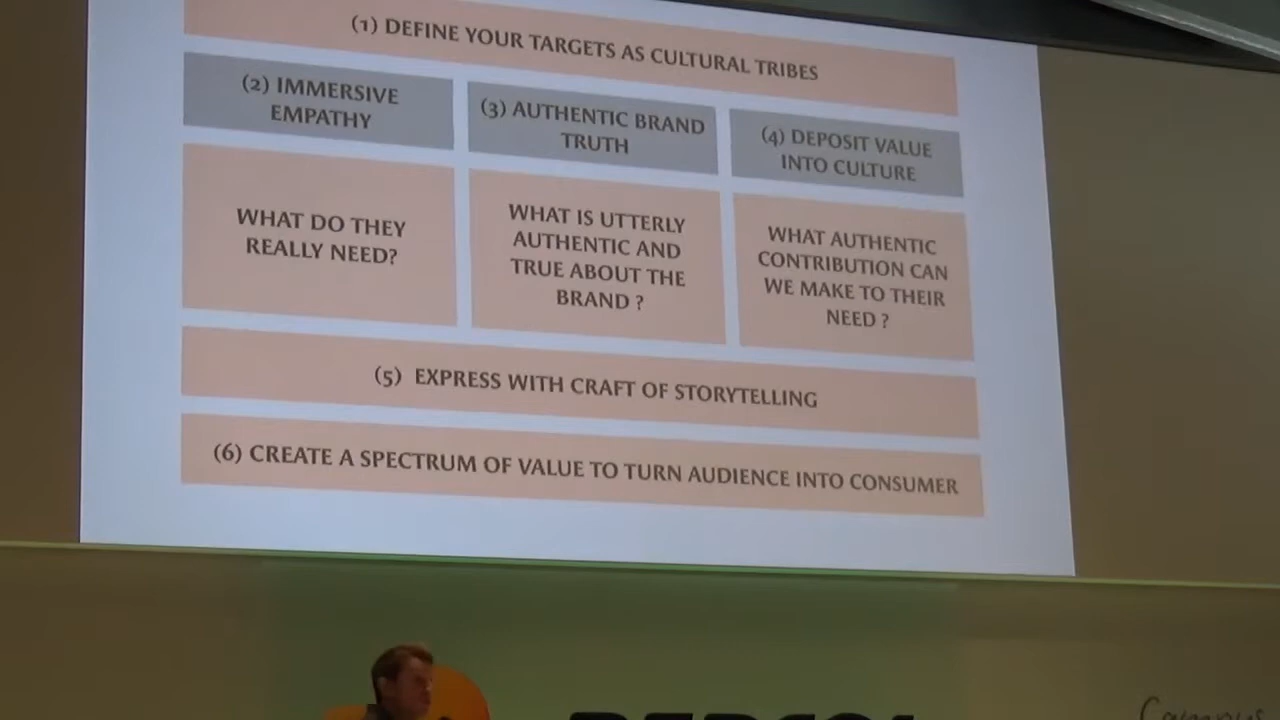 (1) DEFINE YOUR TARGETS AS CULTURAL TRIBES
(2) IMMERSIVE
EMPATHY
(3) AUTHENTIC BRAND
TRUTH
(4) DEPOSIT VALUE
INTO CULTURE
WHAT DO THEY
REALLY NEED?
WHAT IS UTTERLY
AUTHENTIC AND
TRUE ABOUT THE
BRAND ?
WHAT AUTHENTIC
CONTRIBUTION CAN
WE MAKE TO THEIR
NEED ?
(5) EXPRESS WITH CRAFT OF STORYTELLING
(6) CREATE A SPECTRUM OF VALUE TO TURN AUDIENCE INTO CONSUMER